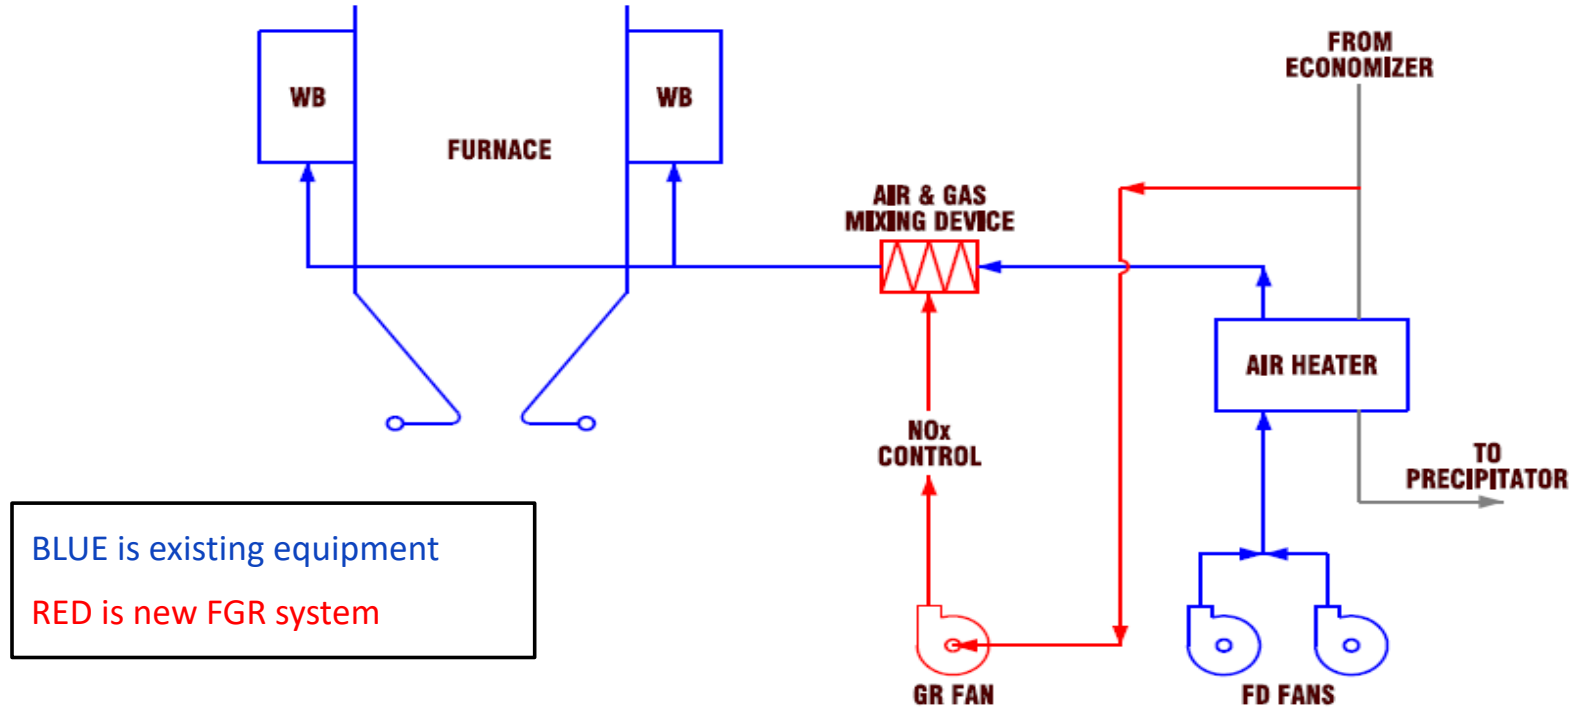 FROM
ECONOMIZER
WB
WB
FURNACE
AIR & GAS
MIXING DEVICE
AIR HEATER
NOx
CONTROL
TO
PRECIPITATOR
BLUE is existing equipment
RED is new FGR system
GR FAN
FD FANS